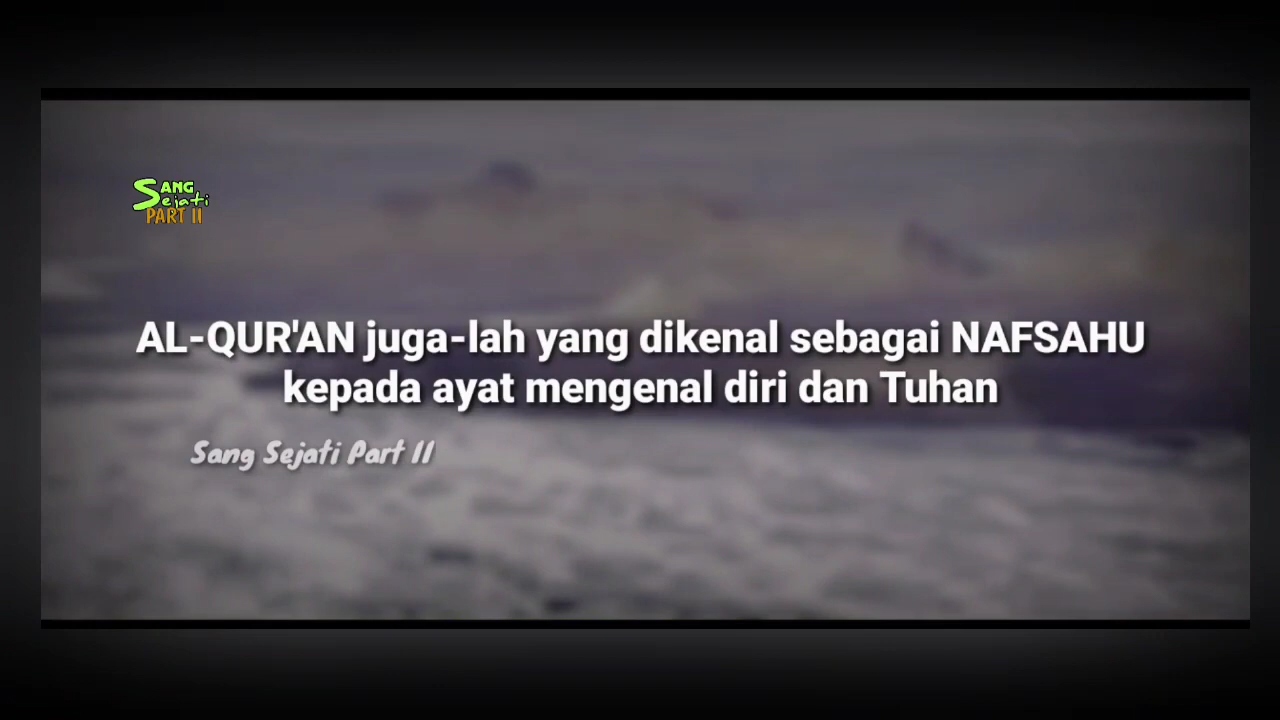 SANG
Sejati
PART II
AL-QUR'AN juga-lah yang dikenal sebagai NAFSAHU
kepada ayat mengenal diri dan Tuhan
Sang Sejati Part II